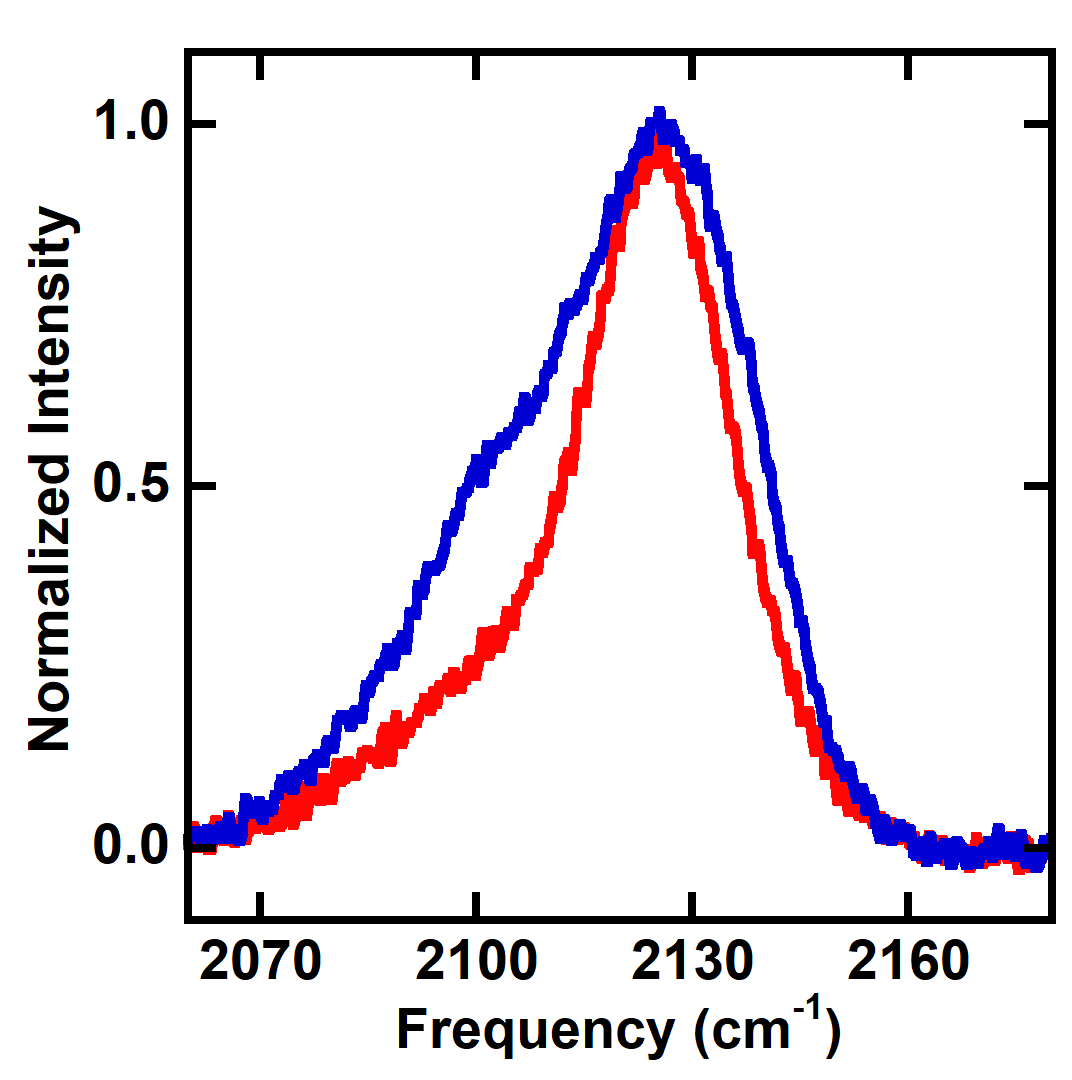 1.0
0.5
0.0
Normalized Intensity
2070 2100 2130 2160
Frequency (cm⁻¹)